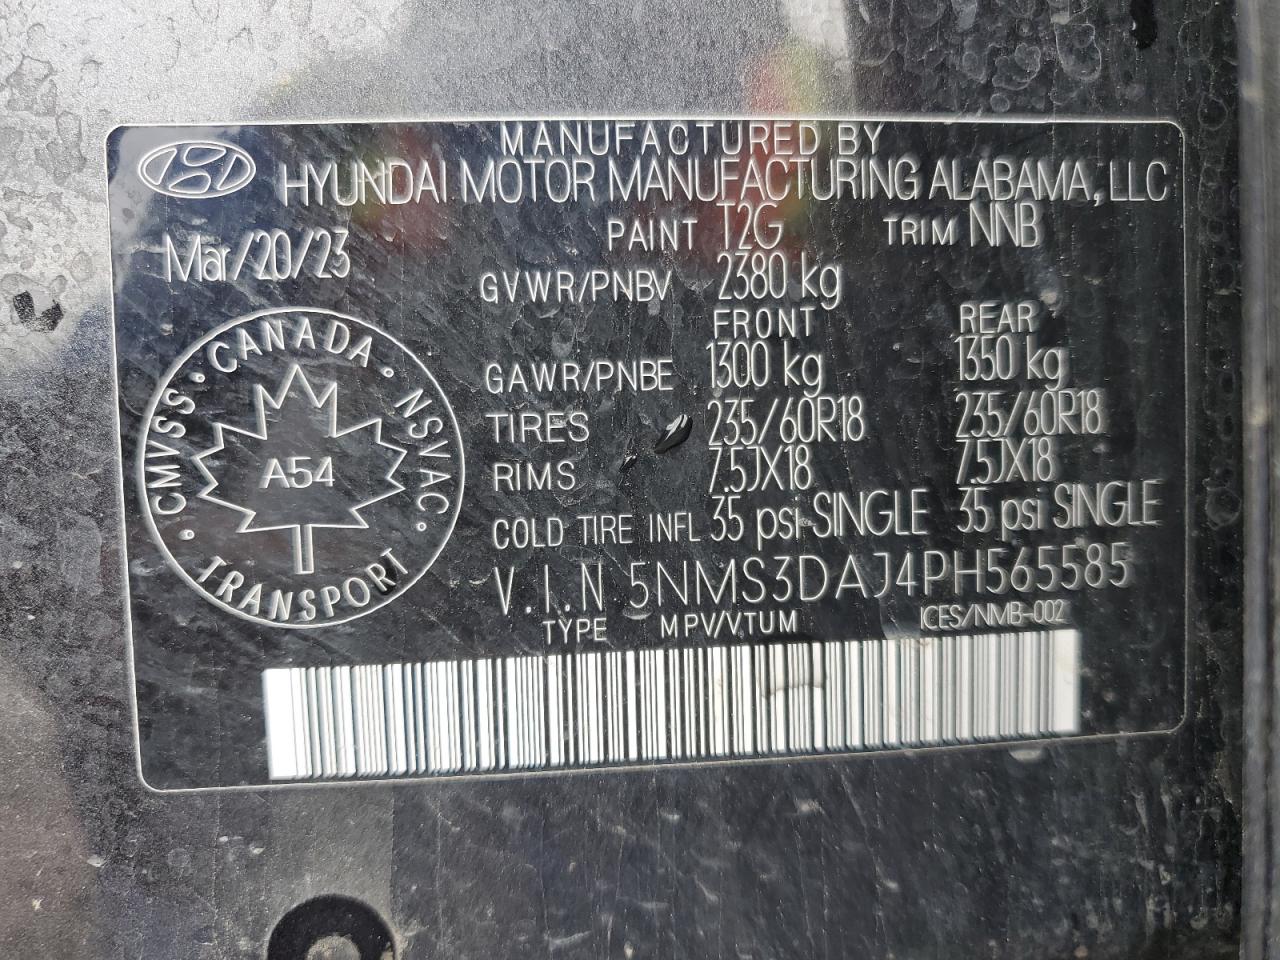 MANUFACTURED BY
HYUNDAI MOTOR MANUFACTURING ALABAMA, LLC
Mar/20/23
PAINT T2G TRIM NNB
GVWR/PNBV 2380 kg
FRONT REAR
GAWR/PNBE 1300 kg 1350 kg
TIRES 235/60R18 235/60R18
RIMS 7.5JX18 7.5JX18
COLD TIRE INFL 35 psi SINGLE 35 psi SINGLE
V.I.N 5NMS3DAJ4PH565585
TYPE MPV/VTUM ICES/NMB-002
• CMVSS • CANADA • NSVAC •
A54
TRANSPORT